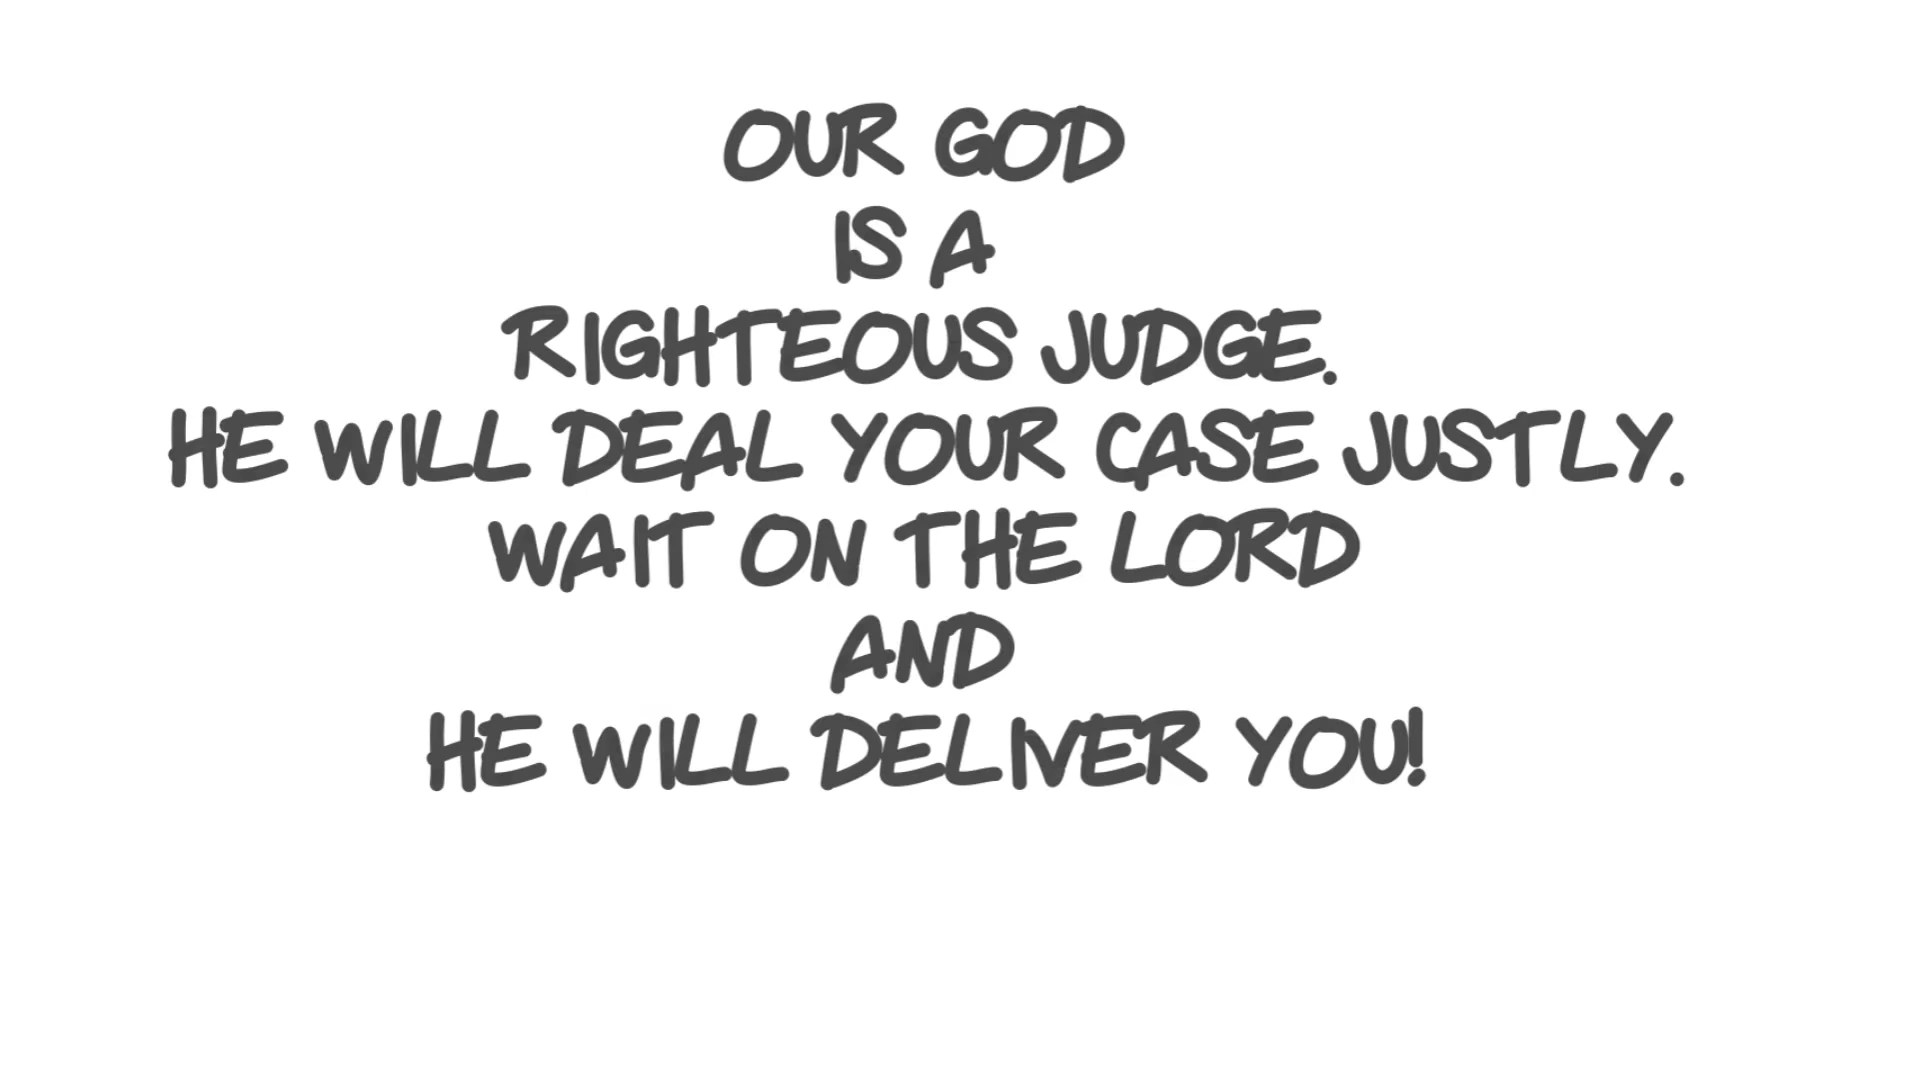 OUR GOD
IS A
RIGHTEOUS JUDGE.
HE WILL DEAL YOUR CASE JUSTLY.
WAIT ON THE LORD
AND
HE WILL DELIVER YOU!